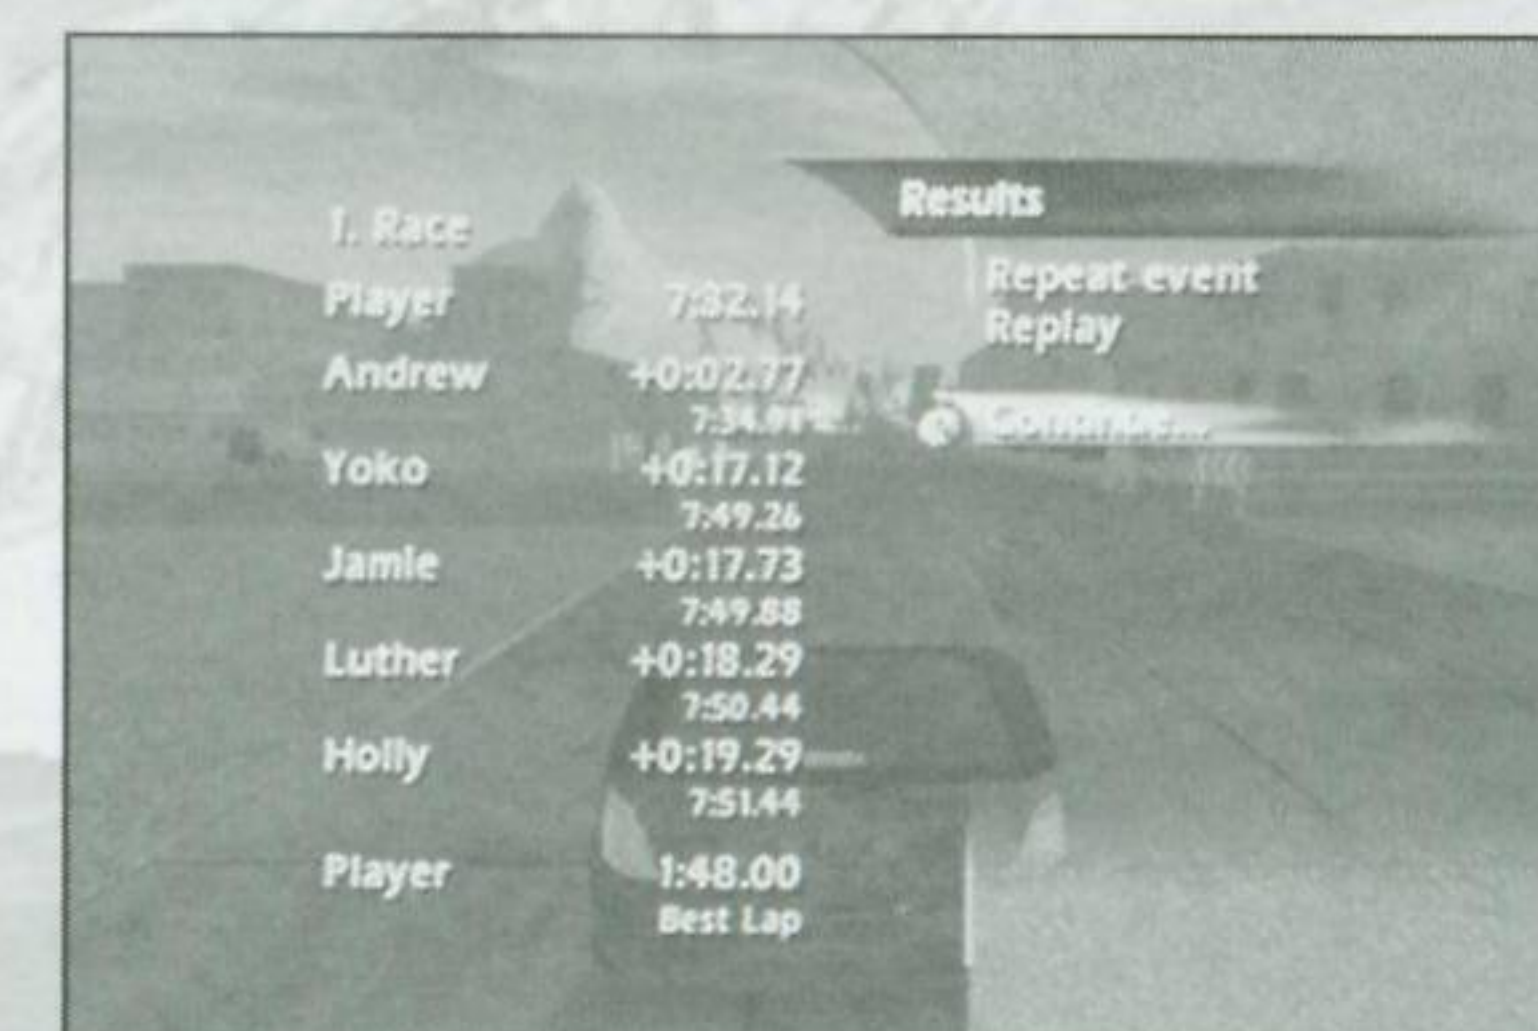 Results
1. Race
Player 7:32.14
Andrew +0:02.77
7:34.91
Yoko +0:17.12
7:49.26
Jamie +0:17.73
7:49.88
Luther +0:18.29
7:50.44
Holly +0:19.29
7:51.44
Player 1:48.00
Best Lap
Repeat event
Replay
Continue...